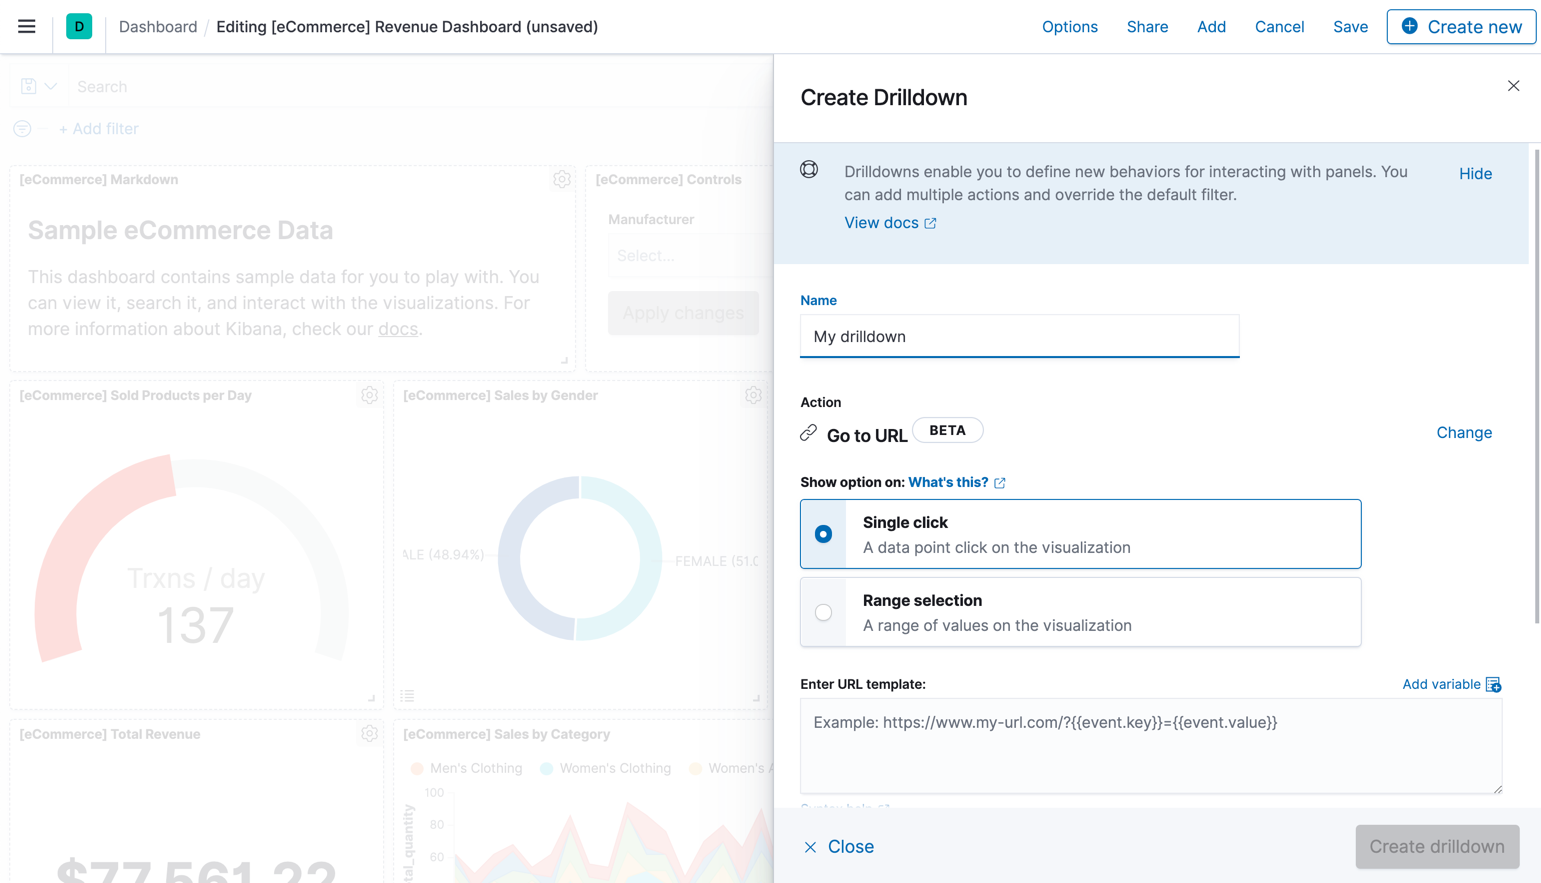 D
Dashboard / Editing [eCommerce] Revenue Dashboard (unsaved)
Options
Share
Add
Cancel
Save
Create new
Search
+ Add filter
[eCommerce] Markdown
Sample eCommerce Data
This dashboard contains sample data for you to play with. You
can view it, search it, and interact with the visualizations. For
more information about Kibana, check our docs.
[eCommerce] Controls
Manufacturer
Select...
Apply changes
[eCommerce] Sold Products per Day
Trxns / day
137
[eCommerce] Sales by Gender
ALE (48.94%)
FEMALE (51.0
[eCommerce] Total Revenue
$77,561.22
[eCommerce] Sales by Category
Men's Clothing
Women's Clothing
Women's A
100
80
60
tal_quantity
Create Drilldown
Drilldowns enable you to define new behaviors for interacting with panels. You
can add multiple actions and override the default filter.
Hide
View docs
Name
My drilldown
Action
Go to URL
BETA
Change
Show option on: What's this?
Single click
A data point click on the visualization
Range selection
A range of values on the visualization
Enter URL template:
Add variable
Example: https://www.my-url.com/?{{event.key}}={{event.value}}
Close
Create drilldown